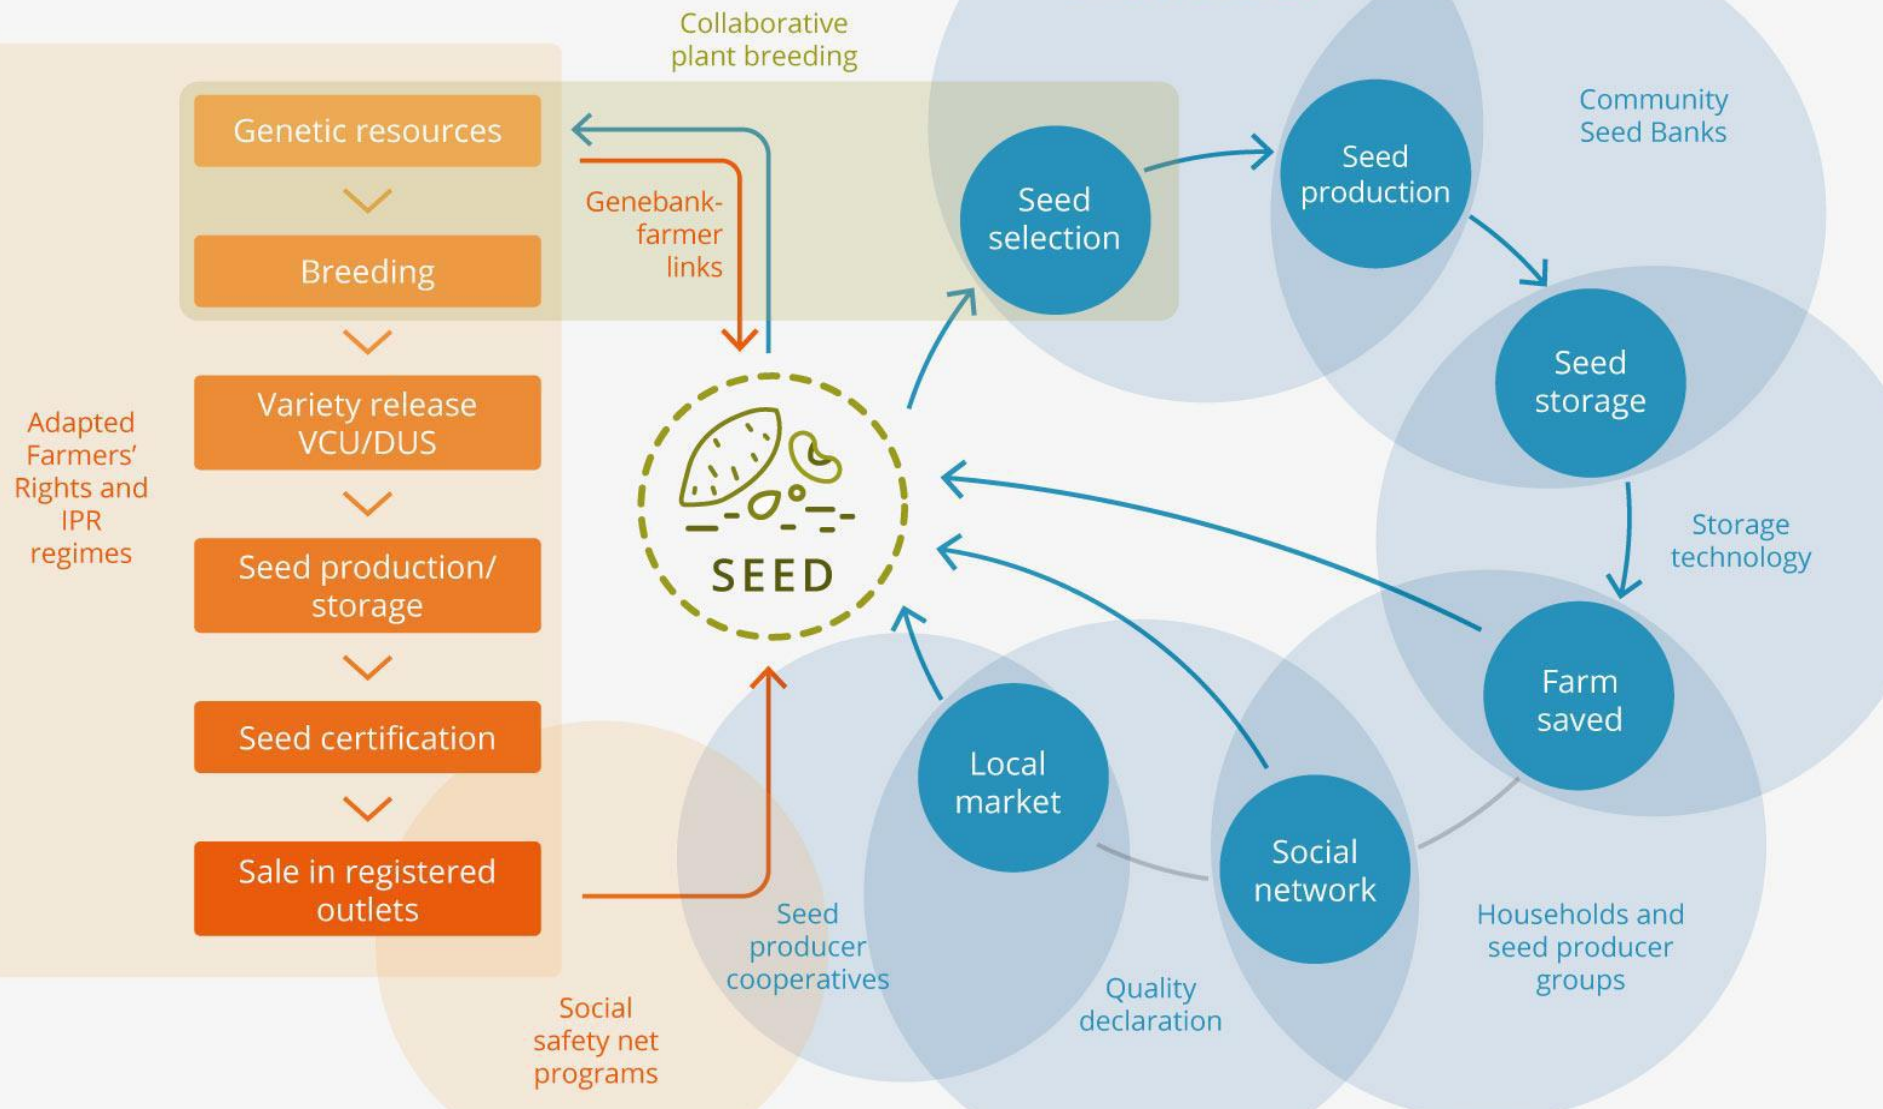 Collaborative
plant breeding
Genetic resources
Breeding
Variety release
VCU/DUS
Seed production/
storage
Seed certification
Sale in registered
outlets
Adapted
Farmers’
Rights and
IPR
regimes
Genebank-
farmer
links
SEED
Social
safety net
programs
Seed
selection
Seed
production
Community
Seed Banks
Seed
storage
Storage
technology
Farm
saved
Households and
seed producer
groups
Social
network
Quality
declaration
Local
market
Seed
producer
cooperatives